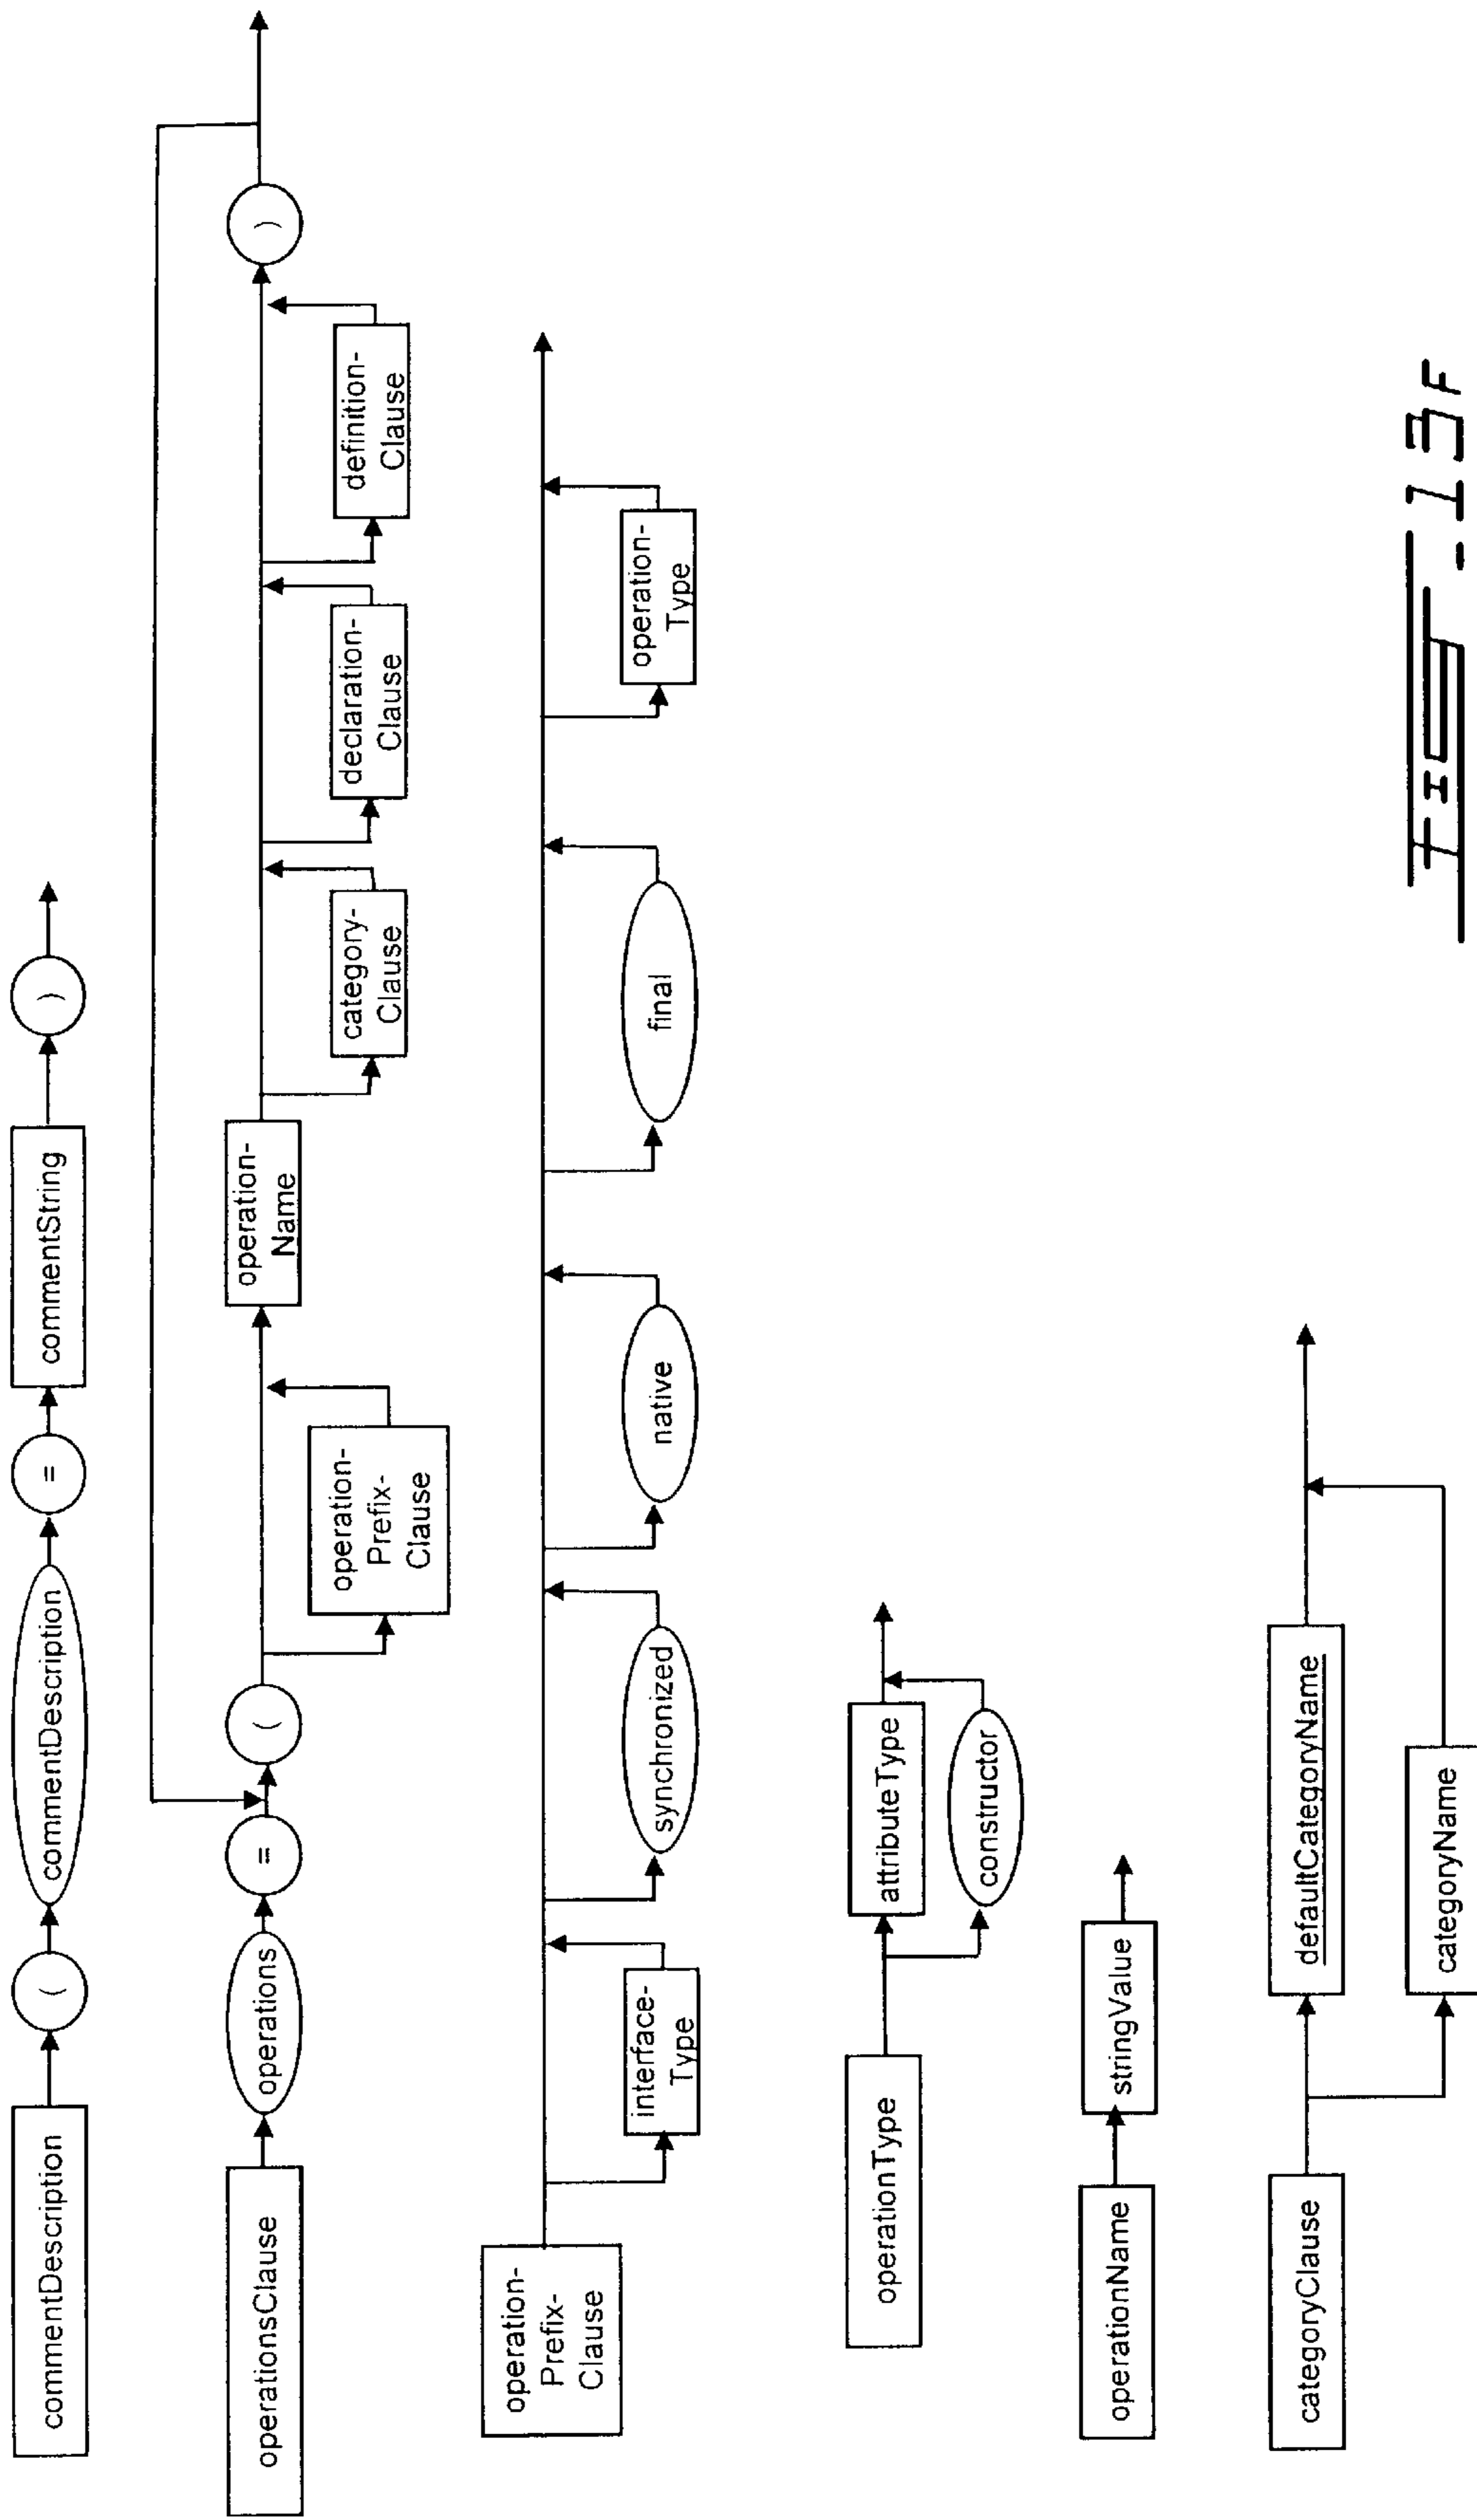 commentDescription
(
commentDescription
=
commentString
)
operationsClause
operations
=
(
operation-
Prefix-
Clause
operation-
Name
category-
Clause
declaration-
Clause
definition-
Clause
)
operation-
Prefix-
Clause
interface-
Type
synchronized
native
final
operation-
Type
operationType
attributeType
constructor
operationName
stringValue
categoryClause
defaultCategoryName
categoryName
FIG - 13F